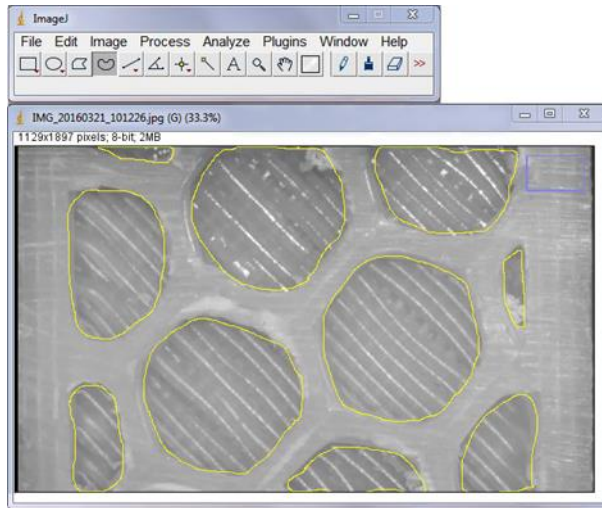 ImageJ
File Edit Image Process Analyze Plugins Window Help
A >>
IMG_20160321_101226.jpg (G) (33.3%)
1129x1897 pixels; 8-bit; 2MB